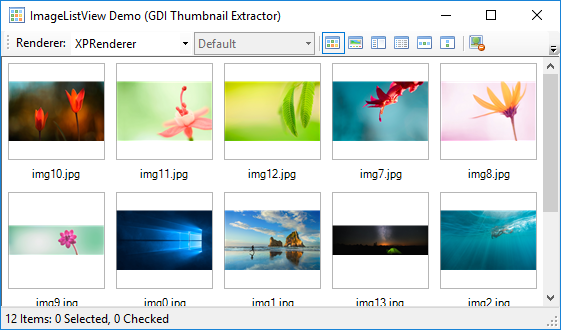 ImageListView Demo (GDI Thumbnail Extractor)
Renderer: XPRenderer Default
img10.jpg img11.jpg img12.jpg img7.jpg img8.jpg
img9.jpg img0.jpg img1.jpg img13.jpg img2.jpg
12 Items: 0 Selected, 0 Checked